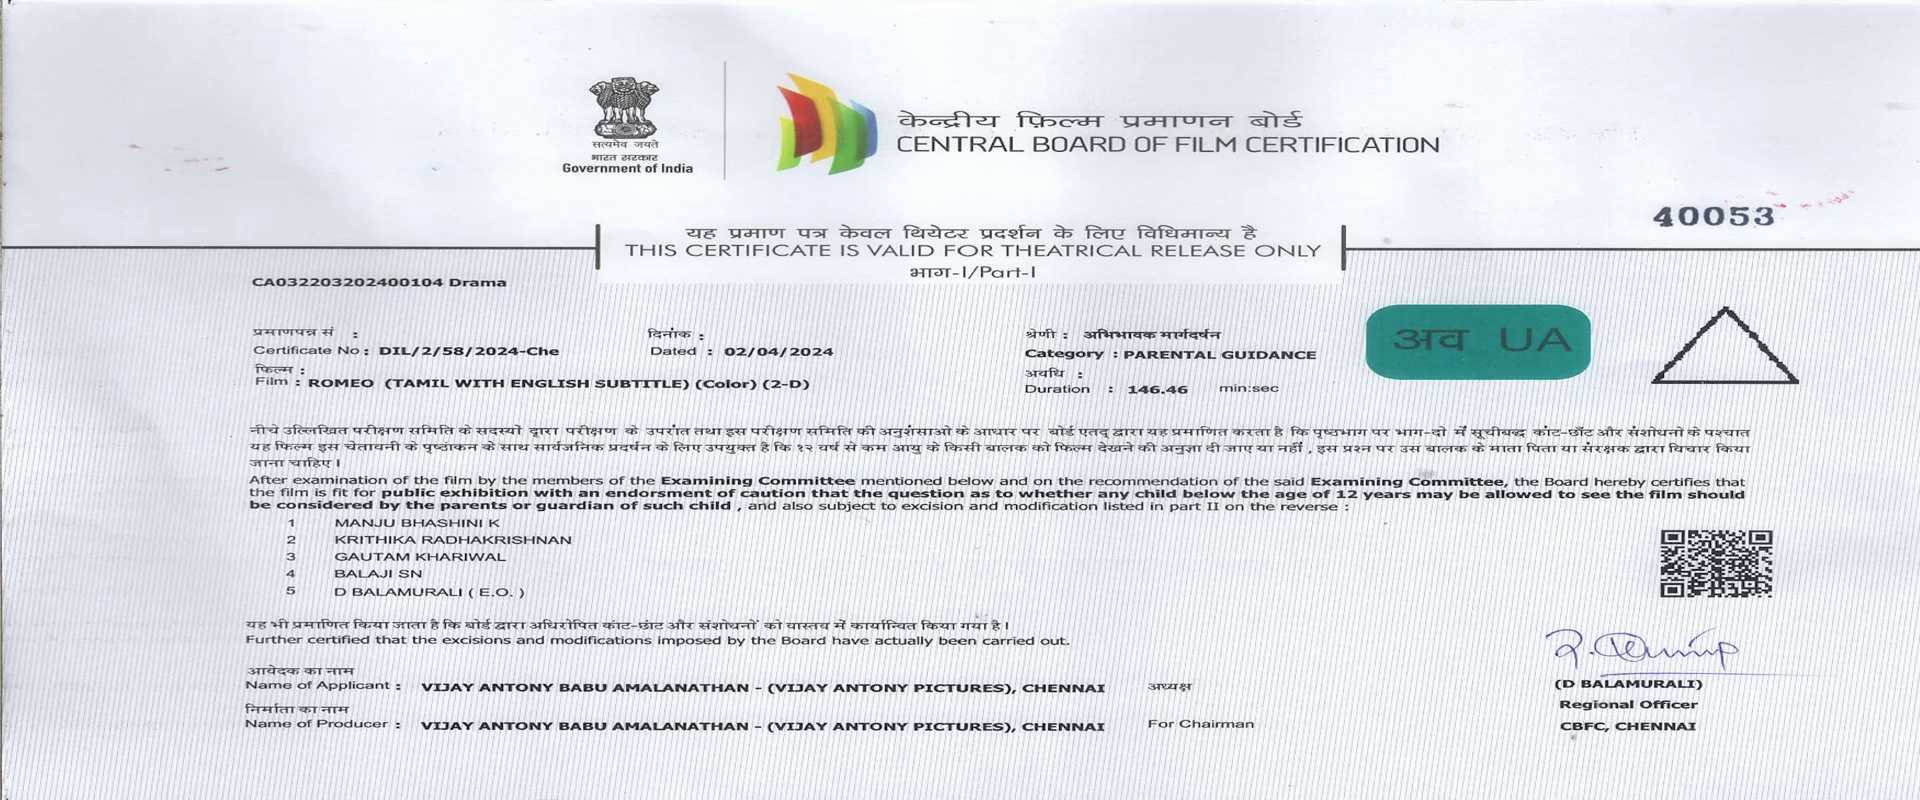 सत्यमेव जयते
भारत सरकार
Government of India
केन्द्रीय फ़िल्म प्रमाणन बोर्ड
CENTRAL BOARD OF FILM CERTIFICATION
40053
यह प्रमाण पत्र केवल थियेटर प्रदर्शन के लिए विधिमान्य है
THIS CERTIFICATE IS VALID FOR THEATRICAL RELEASE ONLY
भाग-I/Part-I
CA032203202400104 Drama
प्रमाणपत्र सं :
Certificate No : DIL/2/58/2024-Che
दिनांक :
Dated : 02/04/2024
श्रेणी : अभिभावक मार्गदर्शन
Category : PARENTAL GUIDANCE
अव UA
फिल्म :
Film : ROMEO (TAMIL WITH ENGLISH SUBTITLE) (Color) (2-D)
अवधि :
Duration : 146.46 min:sec
नीचे उल्लिखित परीक्षण समिति के सदस्यों द्वारा परीक्षण के उपरांत तथा इस परीक्षण समिति की अनुशंसाओ के आधार पर बोर्ड एतद् द्वारा यह प्रमाणित करता है कि पृष्ठभाग पर भाग-दो में सूचीबद्ध कांट-छाँट और संशोधनो के पश्चात
यह फिल्म इस चेतावनी के पृष्ठांकन के साथ सार्वजनिक प्रदर्शन के लिए उपयुक्त है कि १२ वर्ष से कम आयु के किसी बालक को फिल्म देखने की अनुज्ञा दी जाए या नहीं , इस प्रश्न पर उस बालक के माता पिता या संरक्षक द्वारा विचार किया
जाना चाहिए ।
After examination of the film by the members of the Examining Committee mentioned below and on the recommendation of the said Examining Committee, the Board hereby certifies that
the film is fit for public exhibition with an endorsment of caution that the question as to whether any child below the age of 12 years may be allowed to see the film should
be considered by the parents or guardian of such child , and also subject to excision and modification listed in part II on the reverse :
1 MANJU BHASHINI K
2 KRITHIKA RADHAKRISHNAN
3 GAUTAM KHARIWAL
4 BALAJI SN
5 D BALAMURALI ( E.O. )
यह भी प्रमाणित किया जाता है कि बोर्ड द्वारा अधिरोपित कांट-छांट और संशोधनों को वास्तव में कार्यान्वित किया गया है ।
Further certified that the excisions and modifications imposed by the Board have actually been carried out.
आवेदक का नाम
Name of Applicant : VIJAY ANTONY BABU AMALANATHAN - (VIJAY ANTONY PICTURES), CHENNAI
निर्माता का नाम
Name of Producer : VIJAY ANTONY BABU AMALANATHAN - (VIJAY ANTONY PICTURES), CHENNAI
अध्यक्ष
For Chairman
(D BALAMURALI)
Regional Officer
CBFC, CHENNAI